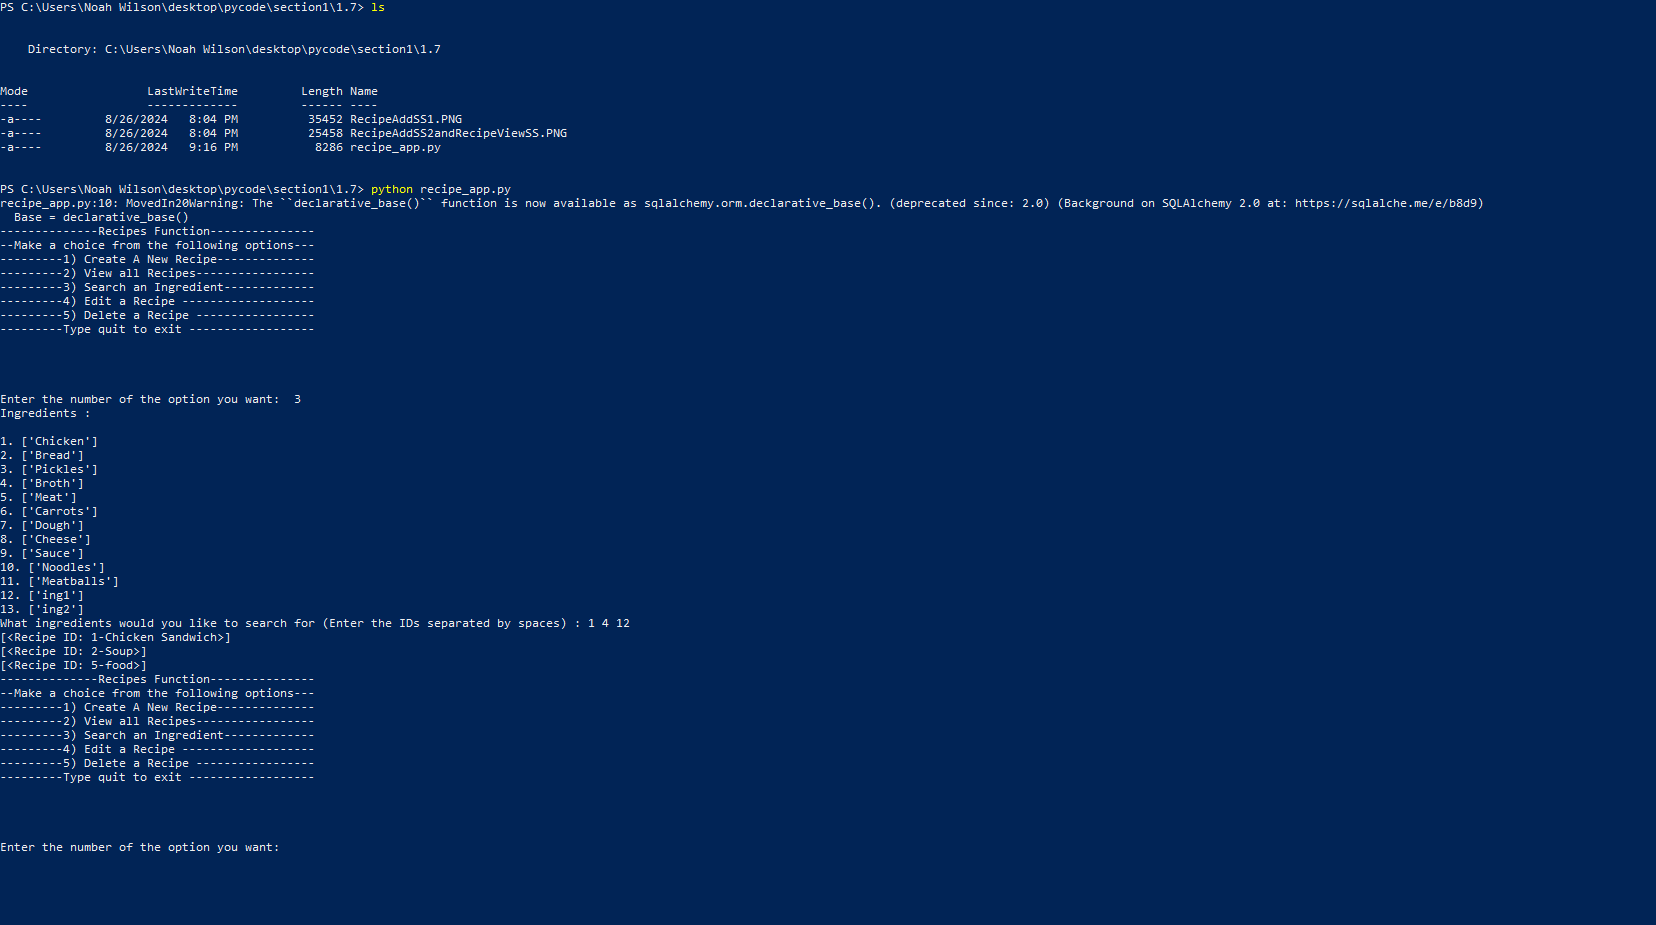 PS C:\Users\Noah Wilson\desktop\pycode\section1\1.7> ls
    Directory: C:\Users\Noah Wilson\desktop\pycode\section1\1.7
Mode                 LastWriteTime         Length Name
----                 -------------         ------ ----
-a----         8/26/2024   8:04 PM          35452 RecipeAddSS1.PNG
-a----         8/26/2024   8:04 PM          25458 RecipeAddSS2andRecipeViewSS.PNG
-a----         8/26/2024   9:16 PM           8286 recipe_app.py
PS C:\Users\Noah Wilson\desktop\pycode\section1\1.7> python recipe_app.py
recipe_app.py:10: MovedIn20Warning: The ``declarative_base()`` function is now available as sqlalchemy.orm.declarative_base(). (deprecated since: 2.0) (Background on SQLAlchemy 2.0 at: https://sqlalche.me/e/b8d9)
  Base = declarative_base()
--------------Recipes Function---------------
--Make a choice from the following options---
---------1) Create A New Recipe--------------
---------2) View all Recipes-----------------
---------3) Search an Ingredient-------------
---------4) Edit a Recipe -------------------
---------5) Delete a Recipe -----------------
---------Type quit to exit ------------------
Enter the number of the option you want:  3
Ingredients :
1. ['Chicken']
2. ['Bread']
3. ['Pickles']
4. ['Broth']
5. ['Meat']
6. ['Carrots']
7. ['Dough']
8. ['Cheese']
9. ['Sauce']
10. ['Noodles']
11. ['Meatballs']
12. ['ing1']
13. ['ing2']
What ingredients would you like to search for (Enter the IDs separated by spaces) : 1 4 12
[<Recipe ID: 1-Chicken Sandwich>]
[<Recipe ID: 2-Soup>]
[<Recipe ID: 5-food>]
--------------Recipes Function---------------
--Make a choice from the following options---
---------1) Create A New Recipe--------------
---------2) View all Recipes-----------------
---------3) Search an Ingredient-------------
---------4) Edit a Recipe -------------------
---------5) Delete a Recipe -----------------
---------Type quit to exit ------------------
Enter the number of the option you want: